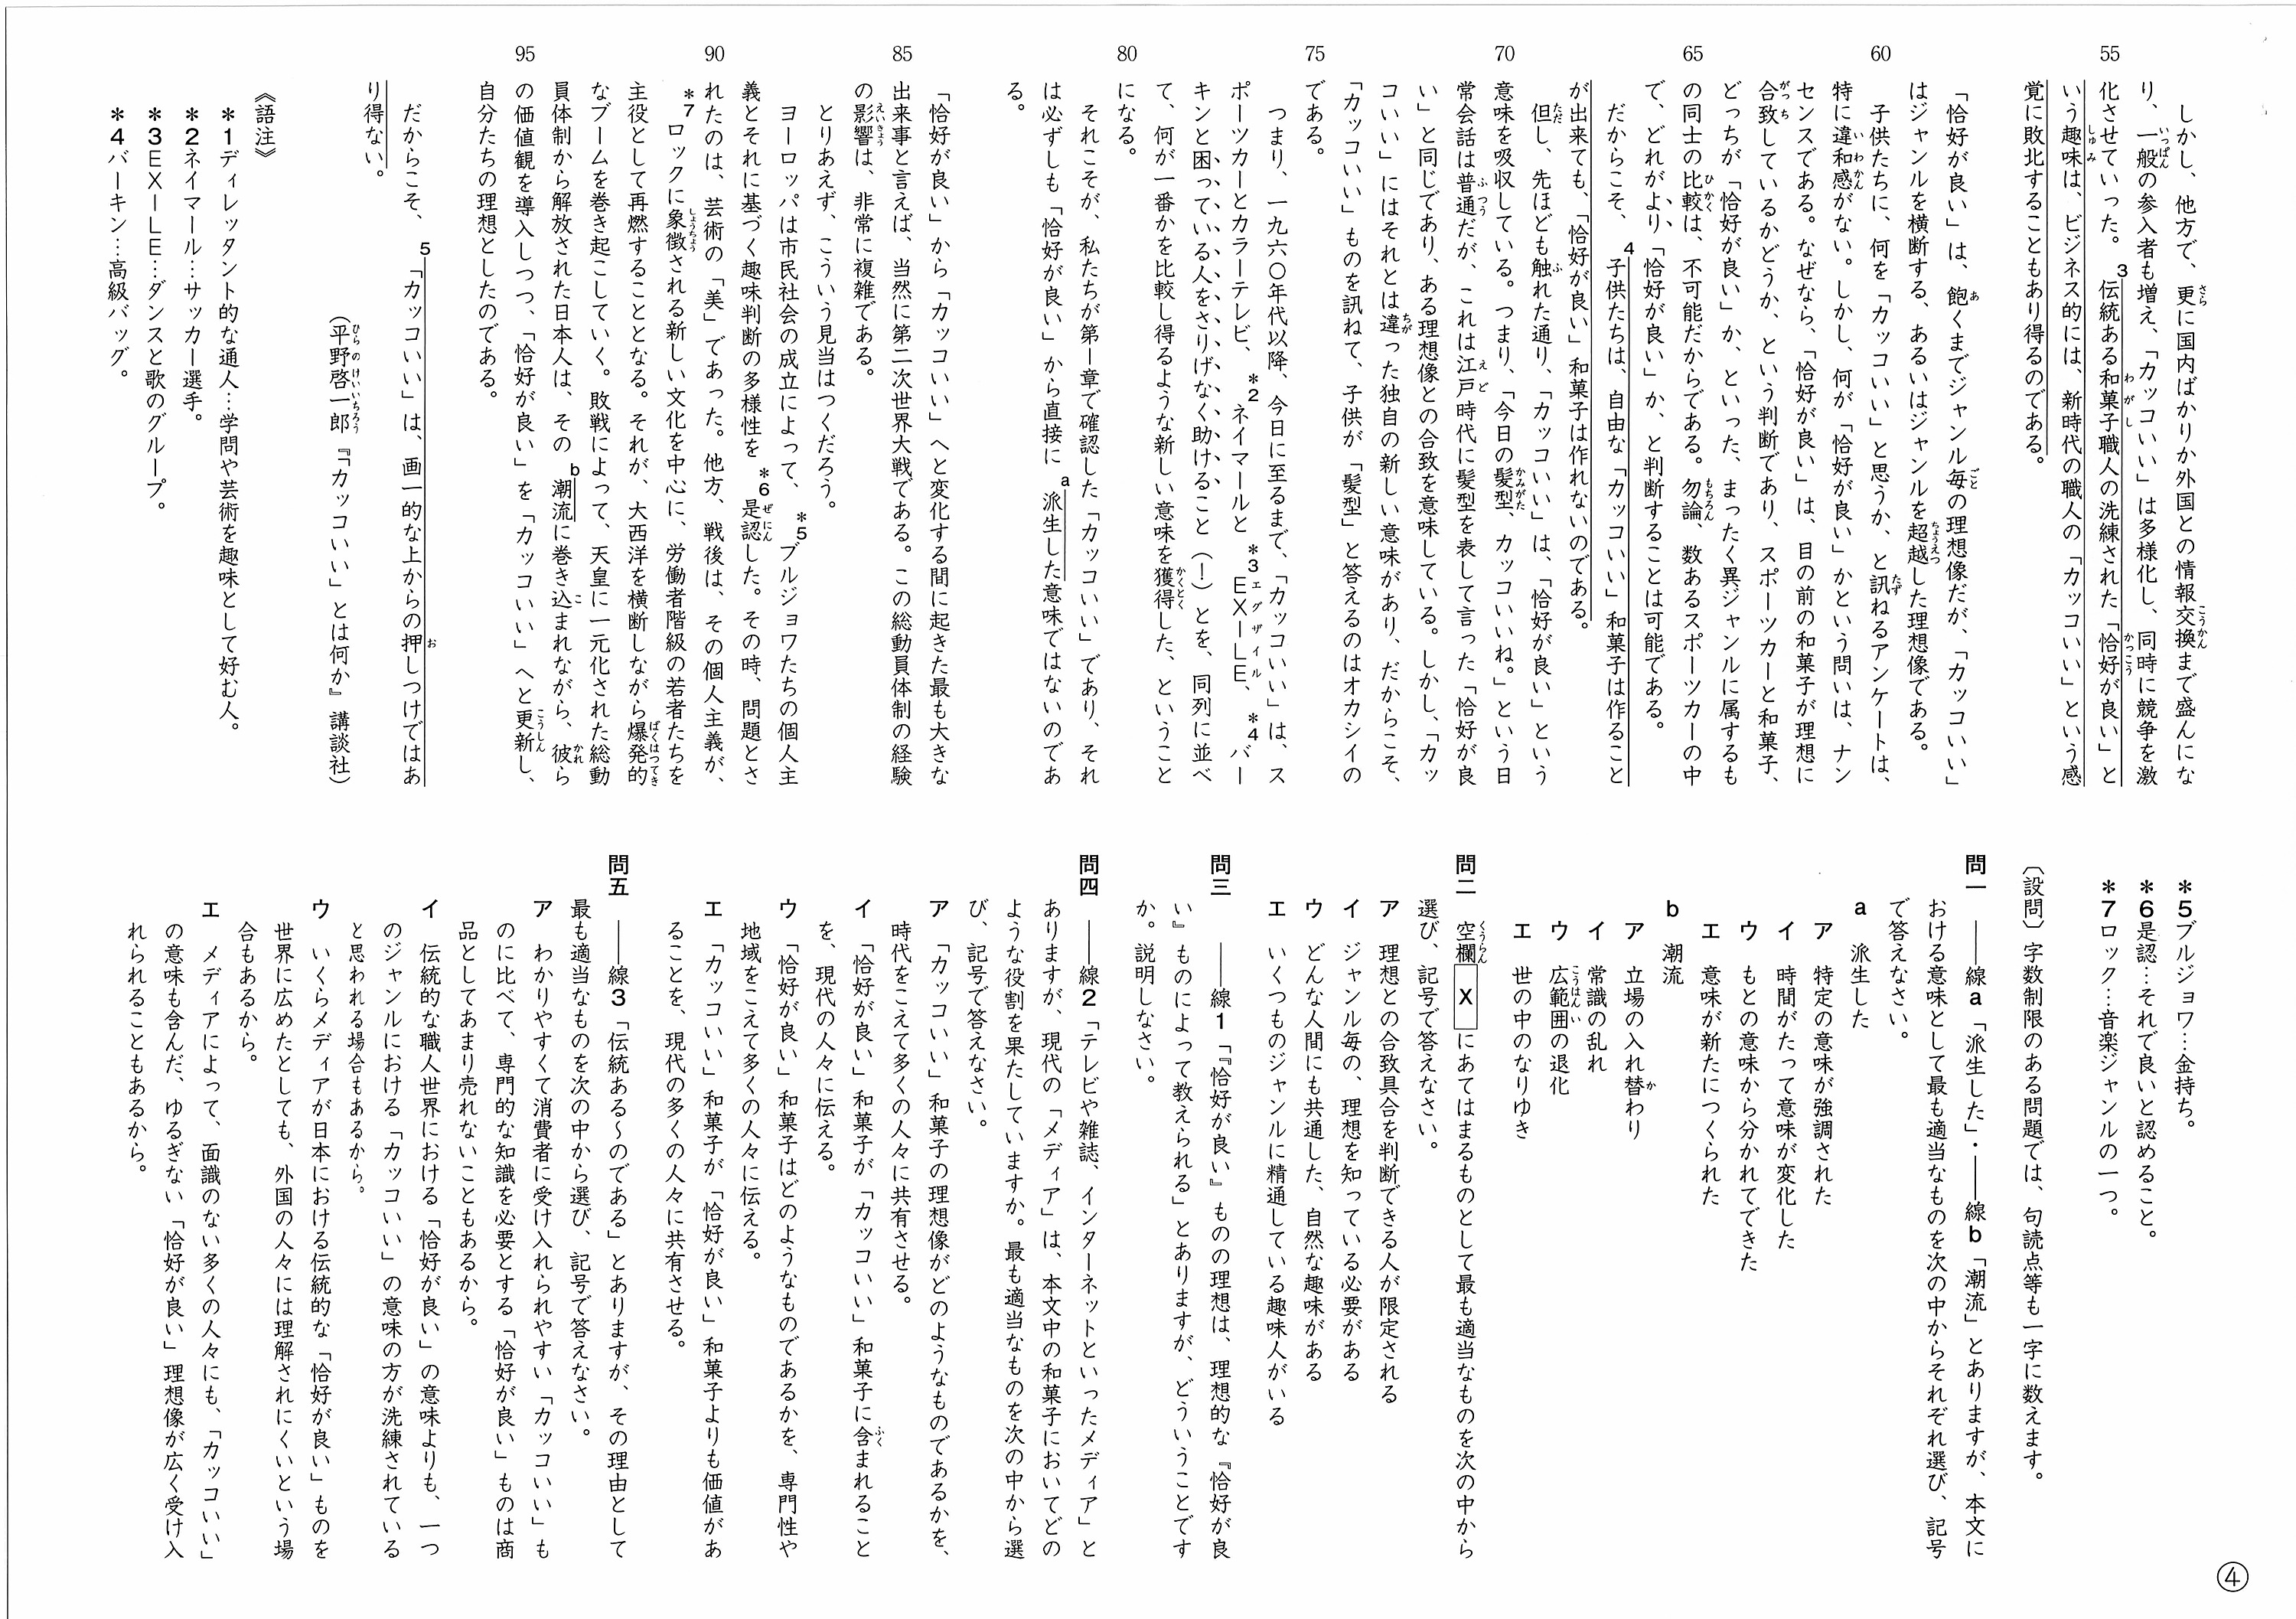 しかし、他方で、更に国内ばかりか外国との情報交換まで盛んにな
り、一般の参入者も増え、「カッコいい」は多様化し、同時に競争を激
化させていった。3伝統ある和菓子職人の洗練された「恰好が良い」と
いう趣味は、ビジネス的には、新時代の職人の「カッコいい」という感
覚に敗北することもあり得るのである。
「恰好が良い」は、飽くまでジャンル毎の理想像だが、「カッコいい」
はジャンルを横断する、あるいはジャンルを超越した理想像である。
子供たちに、何を「カッコいい」と思うか、と訊ねるアンケートは、
特に違和感がない。しかし、何が「恰好が良い」かという問いは、ナン
センスである。なぜなら、「恰好が良い」は、目の前の和菓子が理想に
合致しているかどうか、という判断であり、スポーツカーと和菓子、
どっちが「恰好が良い」か、といった、まったく異ジャンルに属するも
の同士の比較は、不可能だからである。勿論、数あるスポーツカーの中
で、どれがより「恰好が良い」か、と判断することは可能である。
だからこそ、4子供たちは、自由な「カッコいい」和菓子は作ること
が出来ても、「恰好が良い」和菓子は作れないのである。
但し、先ほども触れた通り、「カッコいい」は、「恰好が良い」という
意味を吸収している。つまり、「今日の髪型、カッコいいね。」という日
常会話は普通だが、これは江戸時代に髪型を表して言った「恰好が良
い」と同じであり、ある理想像との合致を意味している。しかし、「カッ
コいい」にはそれとは違った独自の新しい意味があり、だからこそ、
「カッコいい」ものを訊ねて、子供が「髪型」と答えるのはオカシイの
である。
つまり、一九六〇年代以降、今日に至るまで、「カッコいい」は、ス
ポーツカーとカラーテレビ、*2ネイマールと*3EXILE、*4バー
キンと困っている人をさりげなく助けること（！）とを、同列に並べ
て、何が一番かを比較し得るような新しい意味を獲得した、ということ
になる。
それこそが、私たちが第1章で確認した「カッコいい」であり、それ
は必ずしも「恰好が良い」から直接にa派生した意味ではないのであ
る。
「恰好が良い」から「カッコいい」へと変化する間に起きた最も大きな
出来事と言えば、当然に第二次世界大戦である。この総動員体制の経験
の影響は、非常に複雑である。
とりあえず、こういう見当はつくだろう。
ヨーロッパは市民社会の成立によって、*5ブルジョワたちの個人主
義とそれに基づく趣味判断の多様性を*6是認した。その時、問題とさ
れたのは、芸術の「美」であった。他方、戦後は、その個人主義が、
*7ロックに象徴される新しい文化を中心に、労働者階級の若者たちを
主役として再燃することとなる。それが、大西洋を横断しながら爆発的
なブームを巻き起こしていく。敗戦によって、天皇に一元化された総動
員体制から解放された日本人は、そのb潮流に巻き込まれながら、彼ら
の価値観を導入しつつ、「恰好が良い」を「カッコいい」へと更新し、
自分たちの理想としたのである。
だからこそ、5「カッコいい」は、画一的な上からの押しつけではあ
り得ない。
（平野啓一郎『「カッコいい」とは何か』講談社）
《語注》
*1ディレッタント的な通人…学問や芸術を趣味として好む人。
*2ネイマール…サッカー選手。
*3EXILE…ダンスと歌のグループ。
*4バーキン…高級バッグ。
*5ブルジョワ…金持ち。
*6是認…それで良いと認めること。
*7ロック…音楽ジャンルの一つ。
〔設問〕字数制限のある問題では、句読点等も一字に数えます。
問一 ――線a「派生した」・――線b「潮流」とありますが、本文に
おける意味として最も適当なものを次の中からそれぞれ選び、記号
で答えなさい。
a 派生した
ア 特定の意味が強調された
イ 時間がたって意味が変化した
ウ もとの意味から分かれてできた
エ 意味が新たにつくられた
b 潮流
ア 立場の入れ替わり
イ 常識の乱れ
ウ 広範囲の退化
エ 世の中のなりゆき
問二 空欄Xにあてはまるものとして最も適当なものを次の中から
選び、記号で答えなさい。
ア 理想との合致具合を判断できる人が限定される
イ ジャンル毎の、理想を知っている必要がある
ウ どんな人間にも共通した、自然な趣味がある
エ いくつものジャンルに精通している趣味人がいる
問三 ――線1「『恰好が良い』ものの理想は、理想的な『恰好が良
い』ものによって教えられる」とありますが、どういうことです
か。説明しなさい。
問四 ――線2「テレビや雑誌、インターネットといったメディア」と
ありますが、現代の「メディア」は、本文中の和菓子においてどの
ような役割を果たしていますか。最も適当なものを次の中から選
び、記号で答えなさい。
ア 「カッコいい」和菓子の理想像がどのようなものであるかを、
時代をこえて多くの人々に共有させる。
イ 「恰好が良い」和菓子が「カッコいい」和菓子に含まれること
を、現代の人々に伝える。
ウ 「恰好が良い」和菓子はどのようなものであるかを、専門性や
地域をこえて多くの人々に伝える。
エ 「カッコいい」和菓子が「恰好が良い」和菓子よりも価値があ
ることを、現代の多くの人々に共有させる。
問五 ――線3「伝統ある～のである」とありますが、その理由として
最も適当なものを次の中から選び、記号で答えなさい。
ア わかりやすくて消費者に受け入れられやすい「カッコいい」も
のに比べて、専門的な知識を必要とする「恰好が良い」ものは商
品としてあまり売れないこともあるから。
イ 伝統的な職人世界における「恰好が良い」の意味よりも、一つ
のジャンルにおける「カッコいい」の意味の方が洗練されている
と思われる場合もあるから。
ウ いくらメディアが日本における伝統的な「恰好が良い」ものを
世界に広めたとしても、外国の人々には理解されにくいという場
合もあるから。
エ メディアによって、面識のない多くの人々にも、「カッコいい」
の意味も含んだ、ゆるぎない「恰好が良い」理想像が広く受け入
れられることもあるから。
55
60
65
70
75
80
85
90
95
④